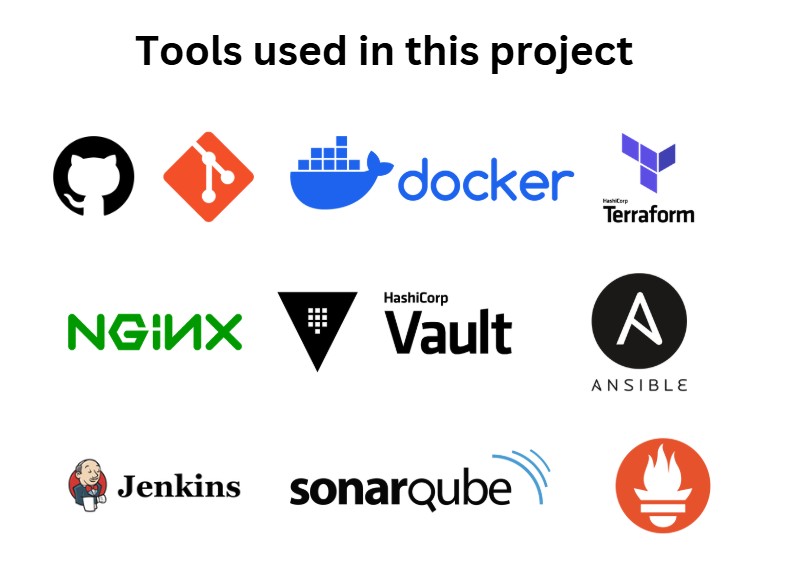 Tools used in this project
docker
HashiCorp
Terraform
NGINX
HashiCorp
Vault
ANSIBLE
Jenkins
sonarqube